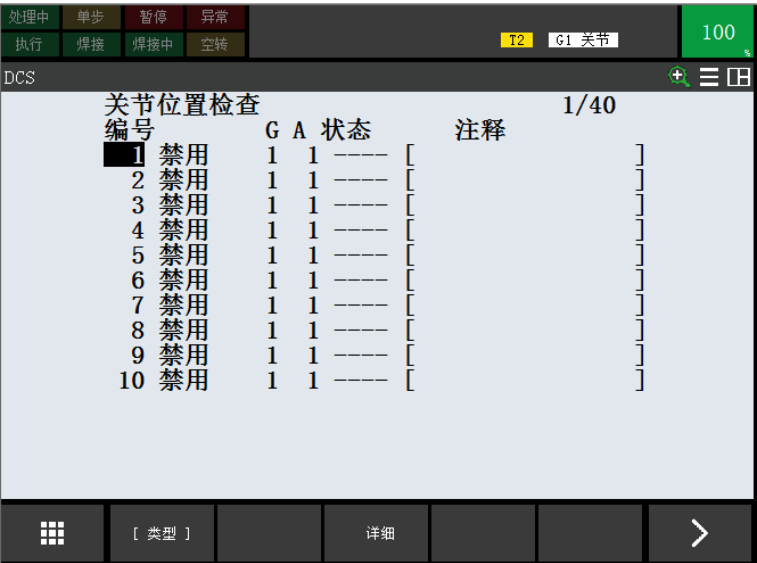 处理中 单步 暂停 异常
执行 焊接 焊接中 空转
T2 G1 关节
100 %
DCS
关节位置检查 1/40
编号 G A 状态 注释
1 禁用 1 1 ---- [ ]
2 禁用 1 1 ---- [ ]
3 禁用 1 1 ---- [ ]
4 禁用 1 1 ---- [ ]
5 禁用 1 1 ---- [ ]
6 禁用 1 1 ---- [ ]
7 禁用 1 1 ---- [ ]
8 禁用 1 1 ---- [ ]
9 禁用 1 1 ---- [ ]
10 禁用 1 1 ---- [ ]
[ 类型 ] 详细